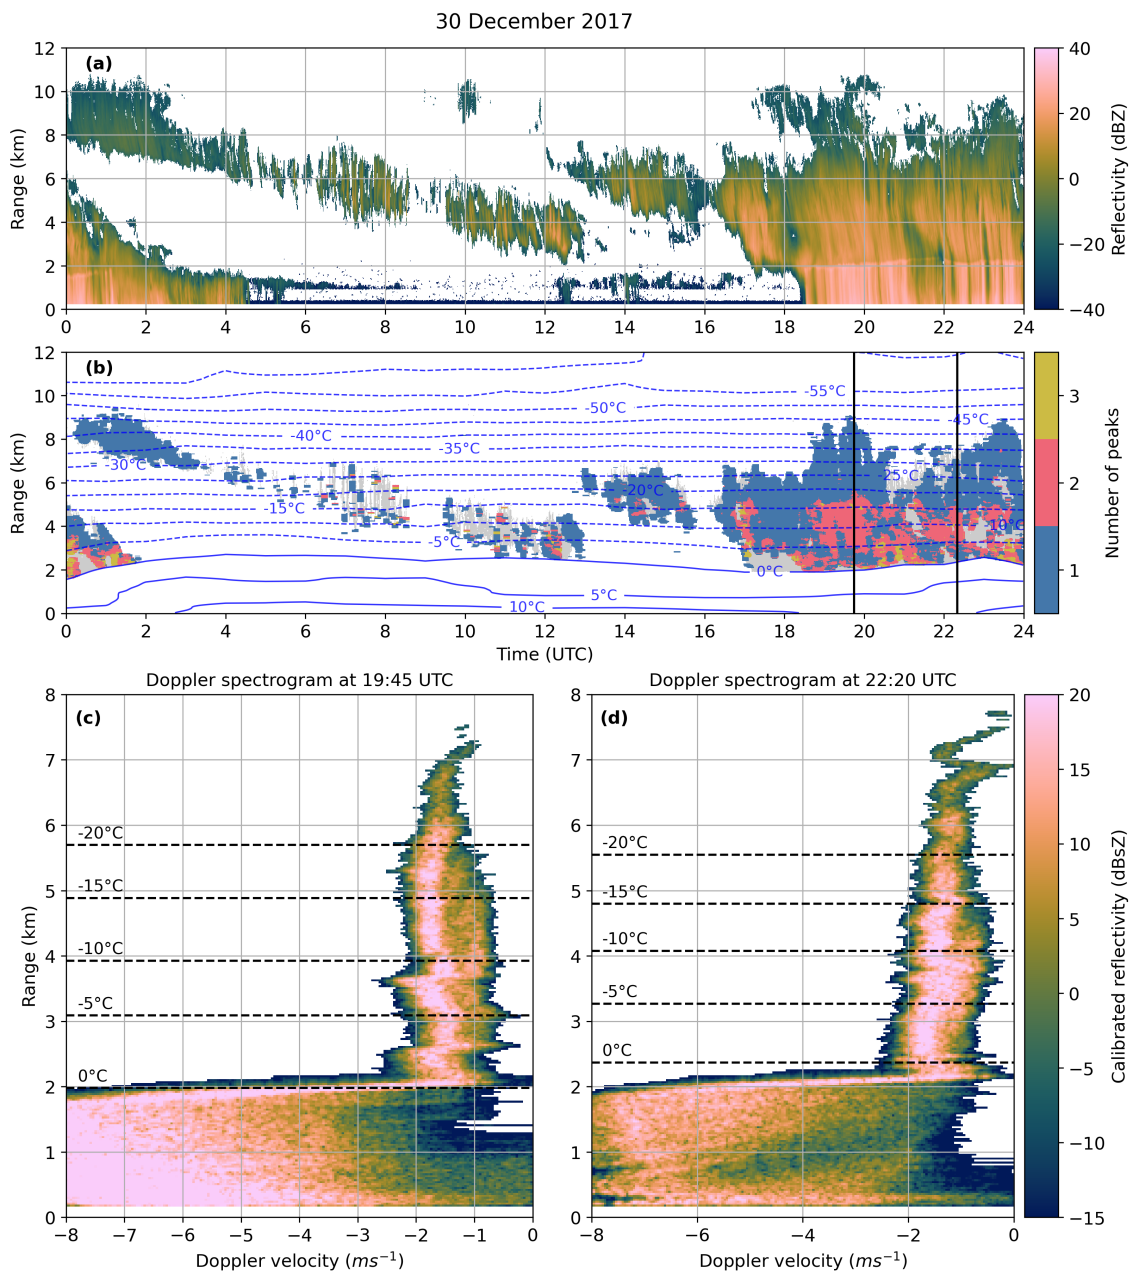 30 December 2017
(a)
12
10
8
6
4
2
0
Range (km)
0 2 4 6 8 10 12 14 16 18 20 22 24
40
20
0
−20
−40
Reflectivity (dBZ)
(b)
12
10
8
6
4
2
0
Range (km)
-55°C
-50°C
-45°C
-40°C
-35°C
-30°C
25°C
20°C
-15°C
10°C
-5°C
0°C
5°C
10°C
0 2 4 6 8 10 12 14 16 18 20 22 24
Time (UTC)
3
2
1
Number of peaks
Doppler spectrogram at 19:45 UTC
(c)
8
7
6
5
4
3
2
1
0
Range (km)
-20°C
-15°C
-10°C
-5°C
0°C
−8 −7 −6 −5 −4 −3 −2 −1 0
Doppler velocity (ms⁻¹)
Doppler spectrogram at 22:20 UTC
(d)
8
7
6
5
4
3
2
1
0
-20°C
-15°C
-10°C
-5°C
0°C
−8 −6 −4 −2 0
Doppler velocity (ms⁻¹)
20
15
10
5
0
−5
−10
−15
Calibrated reflectivity (dBsZ)